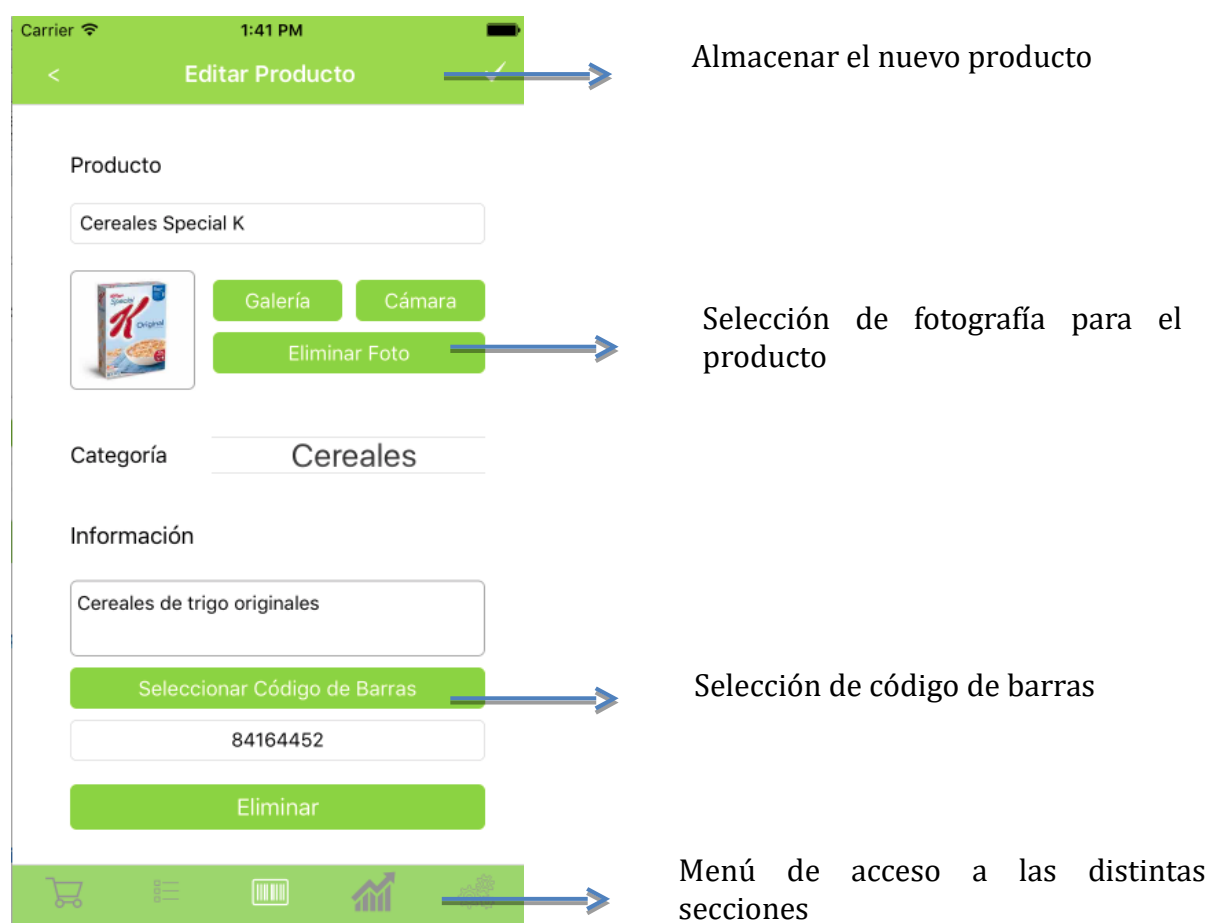 Carrier 1:41 PM
< Editar Producto
Almacenar el nuevo producto
Producto
Cereales Special K
Special
K
Original
Galería Cámara
Eliminar Foto
Selección de fotografía para el
producto
Categoría Cereales
Información
Cereales de trigo originales
Seleccionar Código de Barras
Selección de código de barras
84164452
Eliminar
Menú de acceso a las distintas
secciones